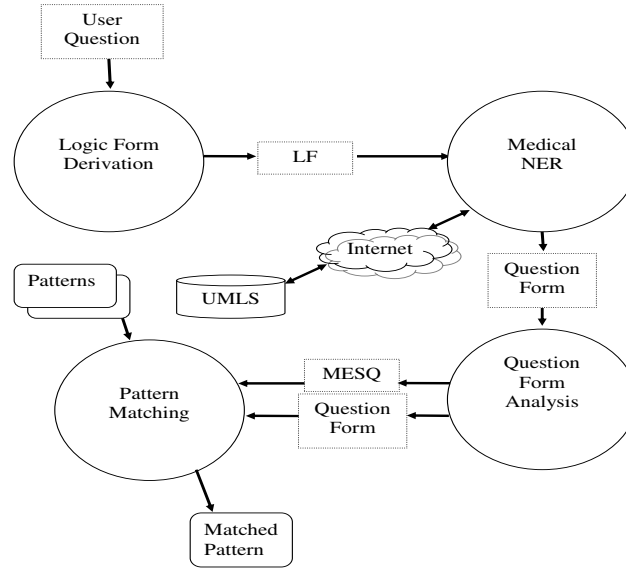 User
Question
Logic Form
Derivation
LF
Medical
NER
Internet
UMLS
Patterns
Question
Form
MESQ
Question
Form
Question
Form
Analysis
Pattern
Matching
Matched
Pattern